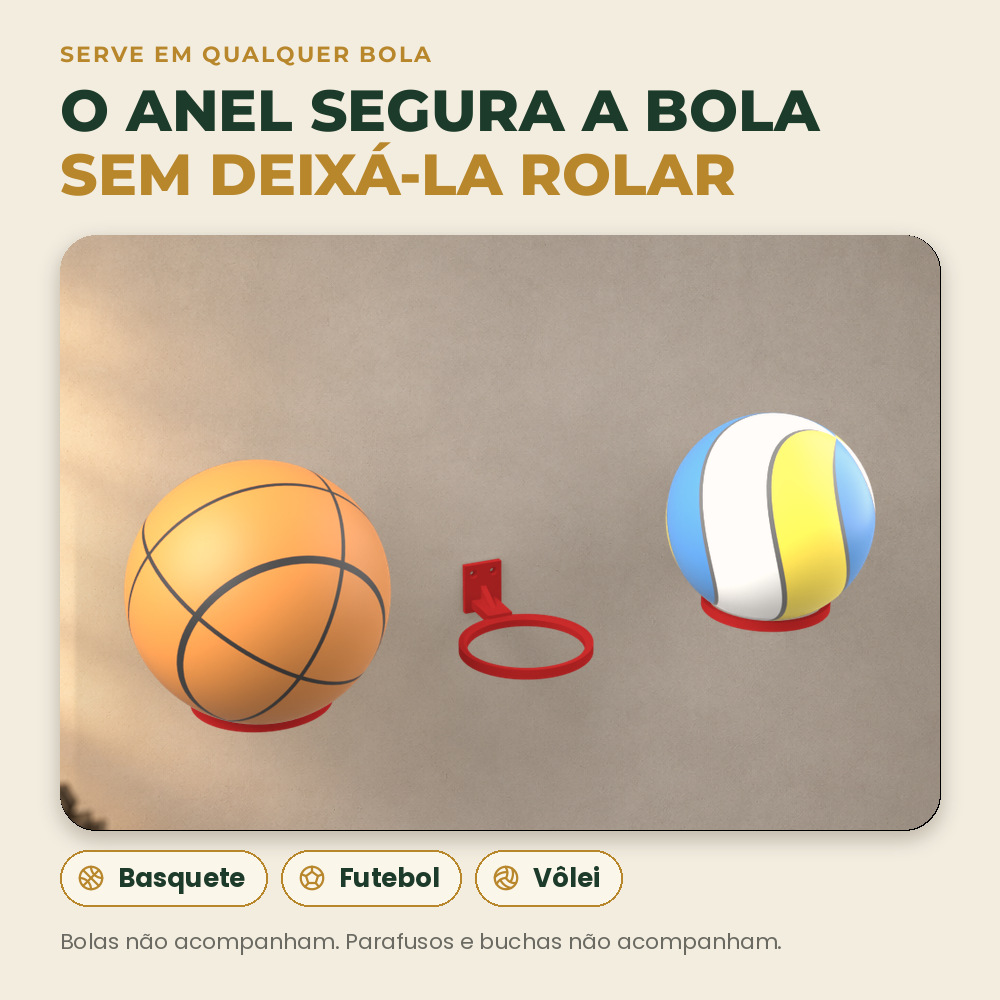 SERVE EM QUALQUER BOLA
O ANEL SEGURA A BOLA
SEM DEIXÁ-LA ROLAR
Basquete
Futebol
Vôlei
Bolas não acompanham. Parafusos e buchas não acompanham.